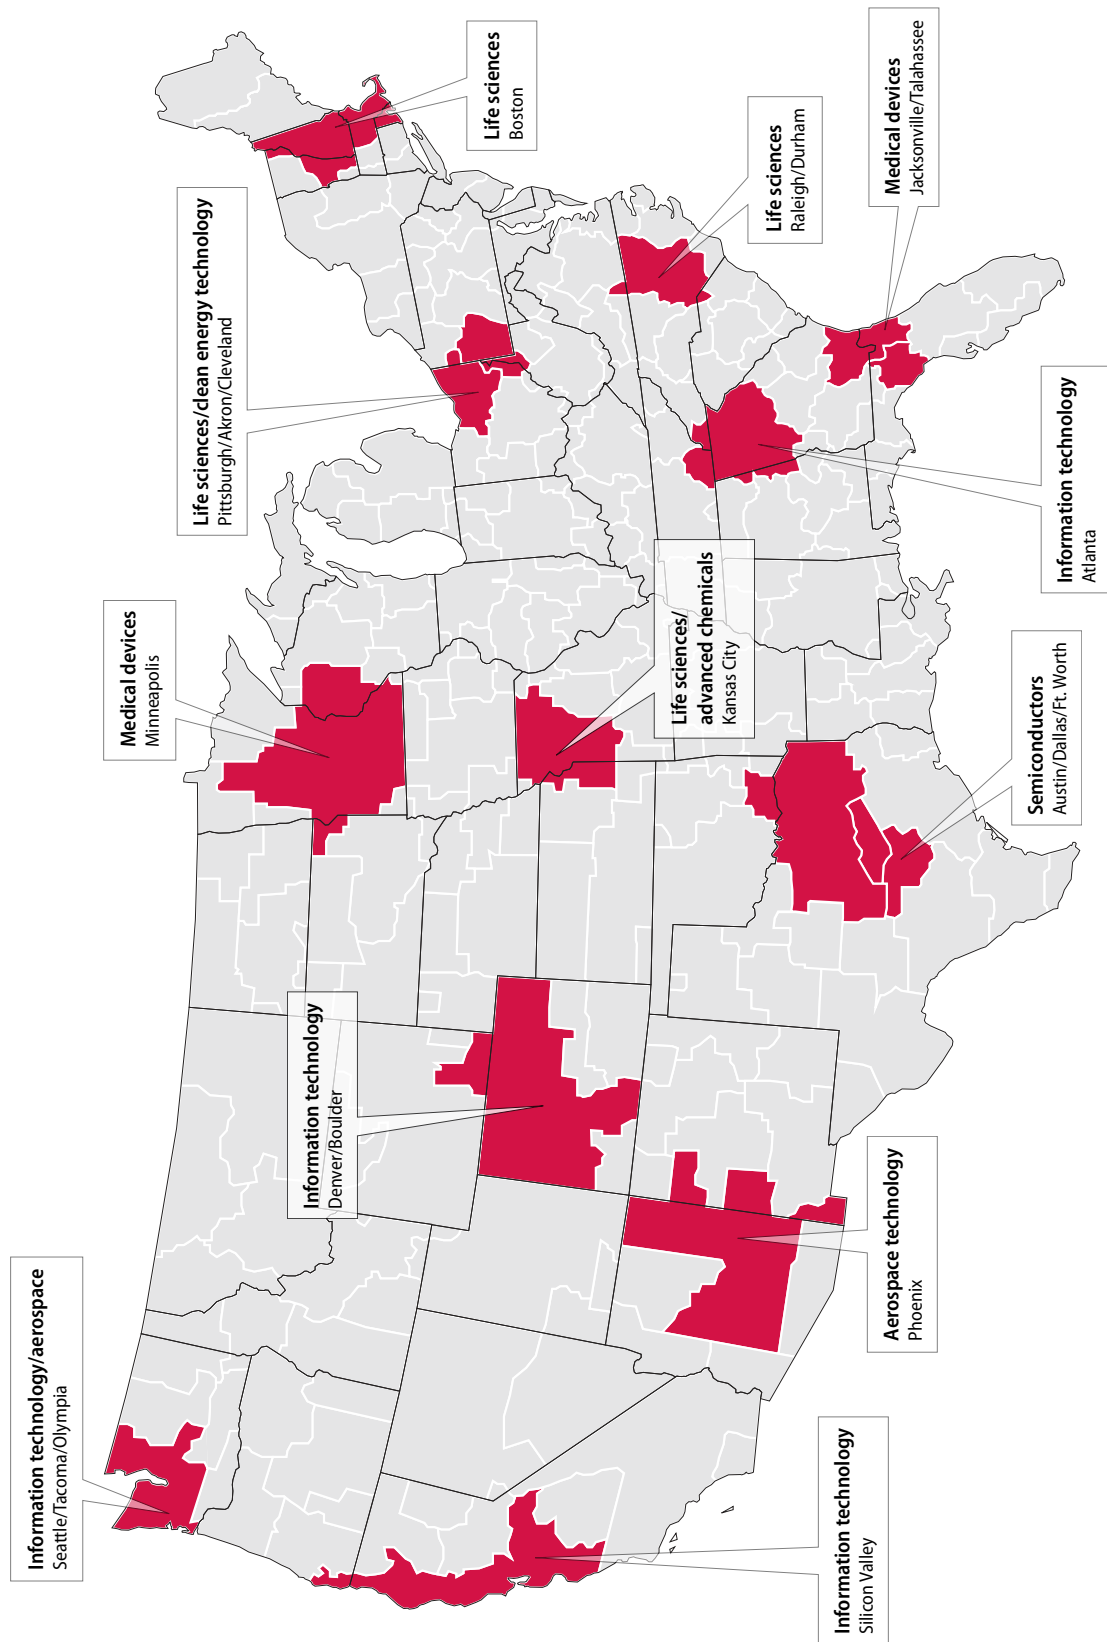 Information technology/aerospace
Seattle/Tacoma/Olympia
Information technology
Silicon Valley
Aerospace technology
Phoenix
Information technology
Denver/Boulder
Medical devices
Minneapolis
Life sciences/
advanced chemicals
Kansas City
Semiconductors
Austin/Dallas/Ft. Worth
Life sciences/clean energy technology
Pittsburgh/Akron/Cleveland
Information technology
Atlanta
Life sciences
Boston
Life sciences
Raleigh/Durham
Medical devices
Jacksonville/Talahassee